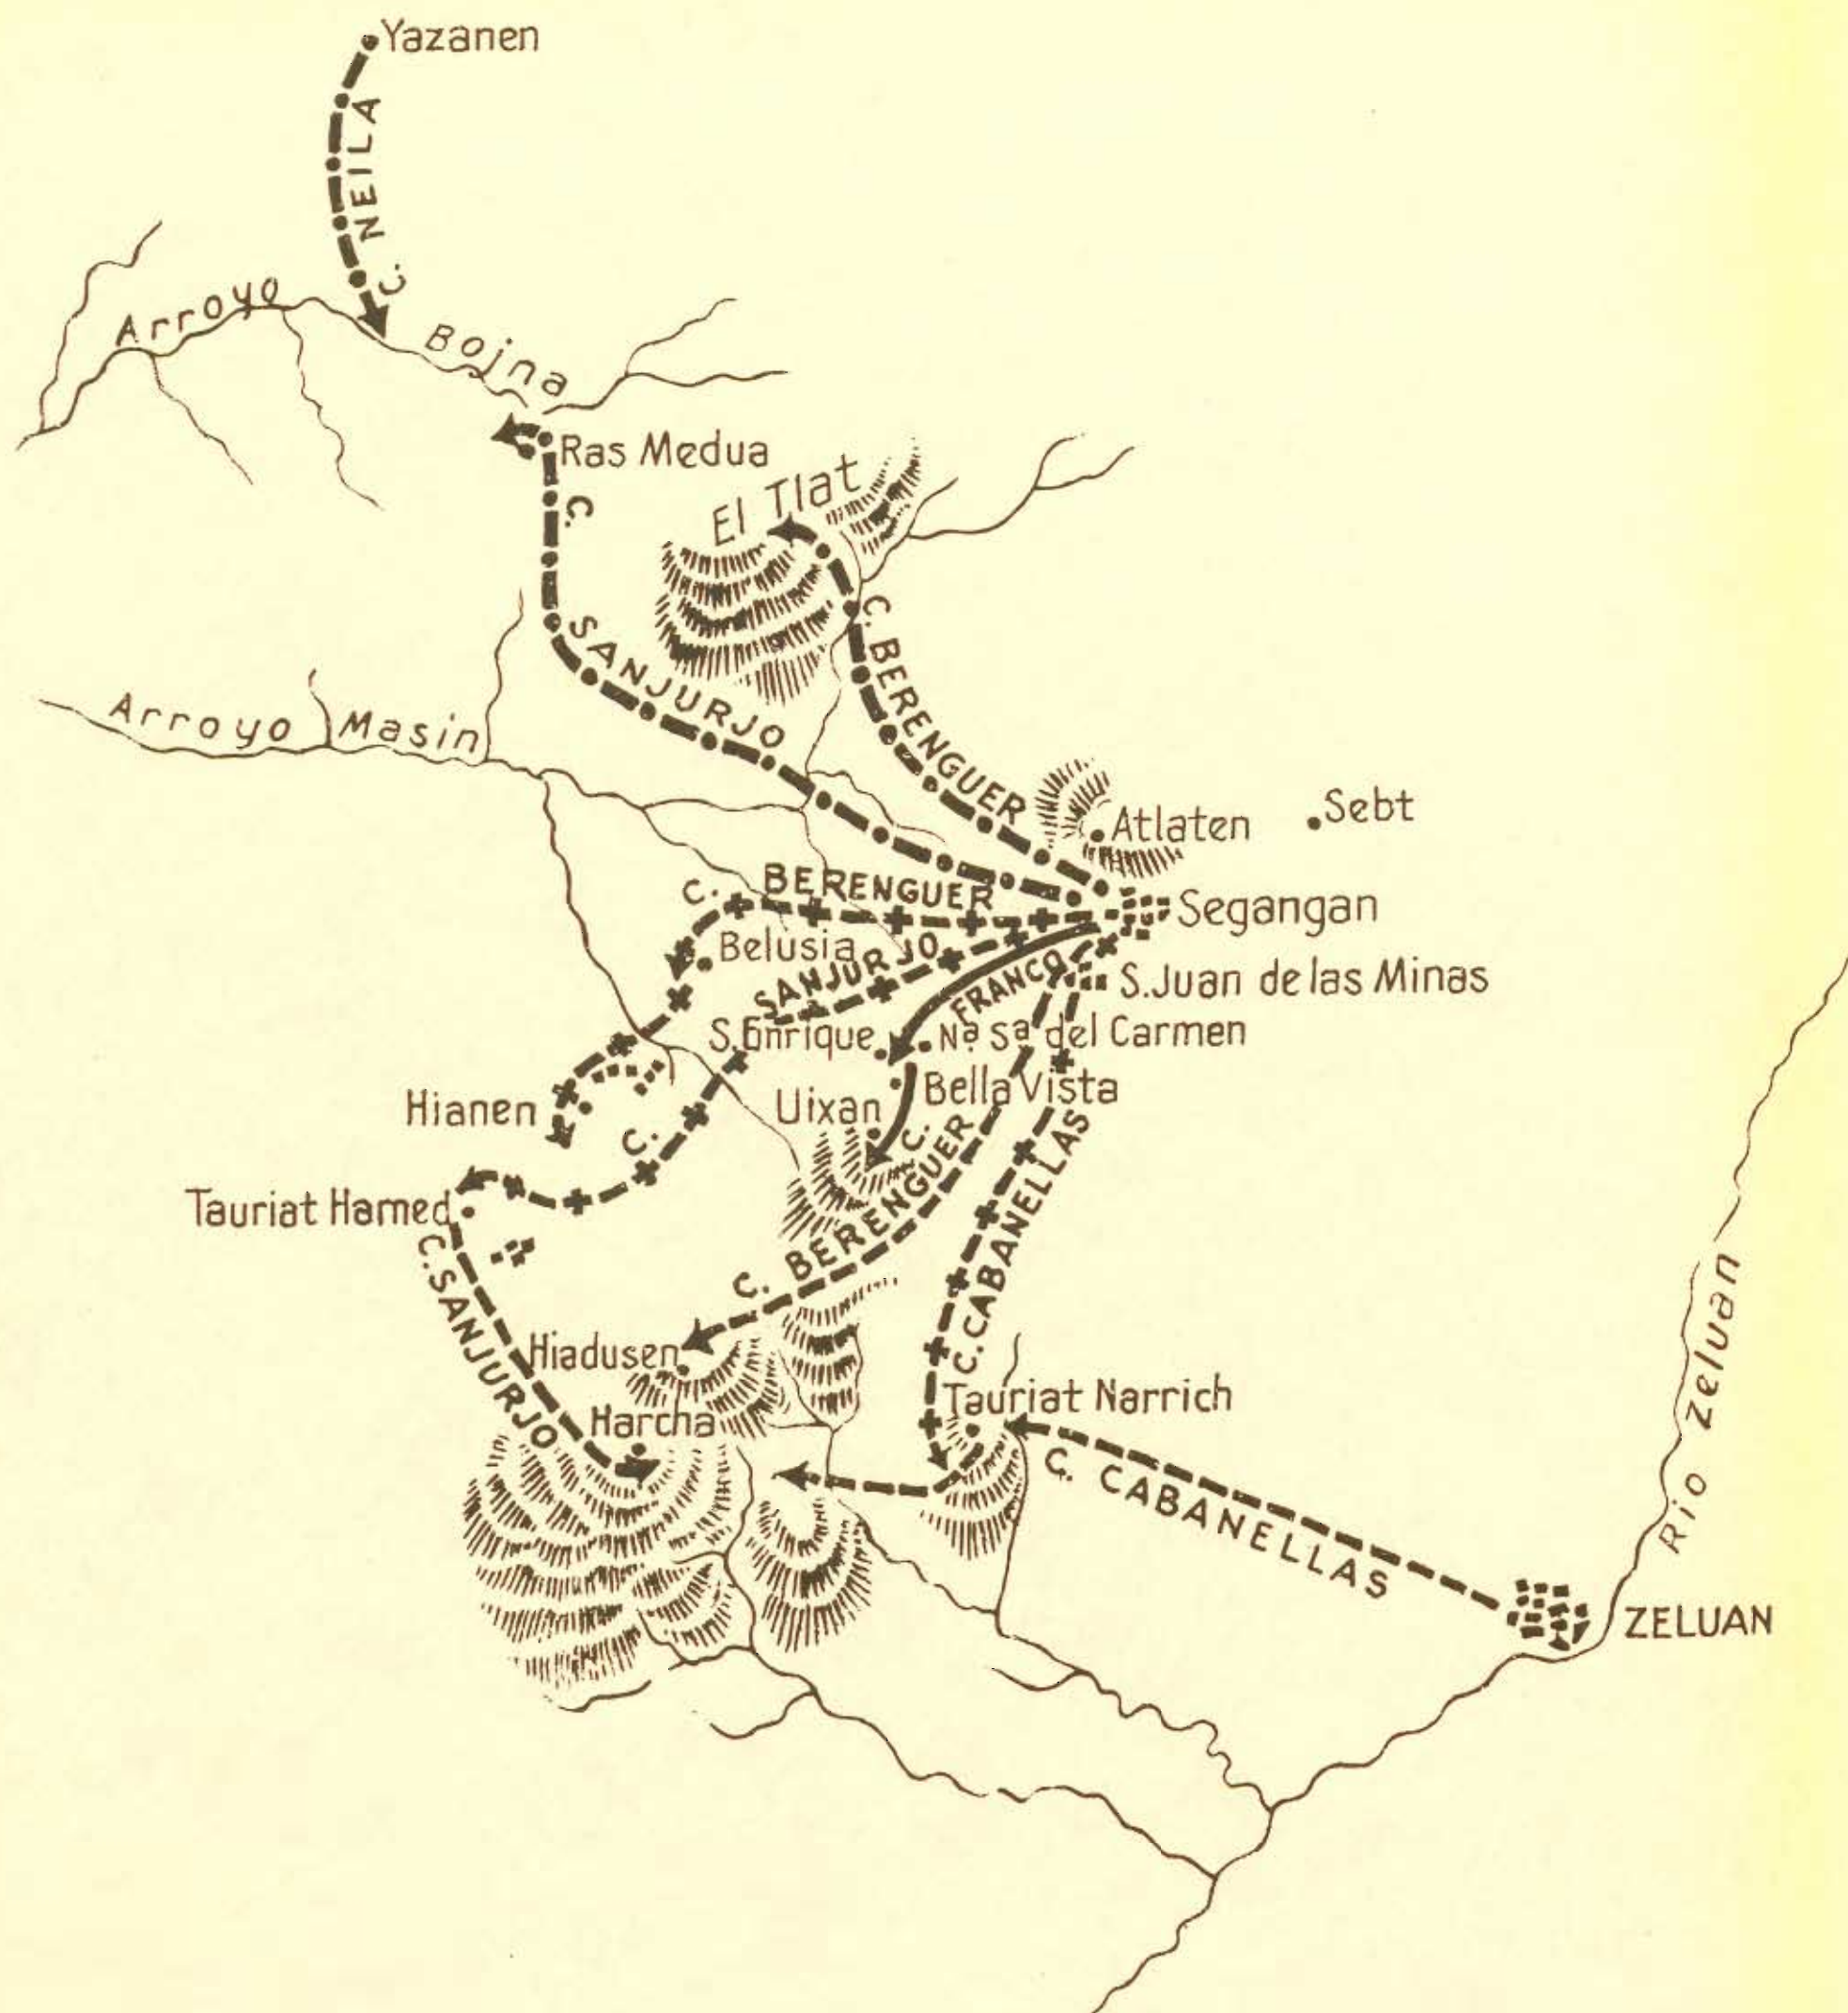 Yazanen
C. NEILA
Arroyo Bojna
Ras Medua
El Tlat
C. SANJURJO
C. BERENGUER
Arroyo Masin
Atlaten
Sebt
C. BERENGUER
Segangan
Belusia
C. SANJURJO
FRANCO
S. Juan de las Minas
S. Enrique
Nª Sª del Carmen
Bella Vista
Uixan
Hianen
C.
Tauriat Hamed
C. BERENGUER
C. CABANELLAS
C. SANJURJO
Hiadusen
Harcha
Tauriat Narrich
C. CABANELLAS
Rio Zeluan
ZELUAN